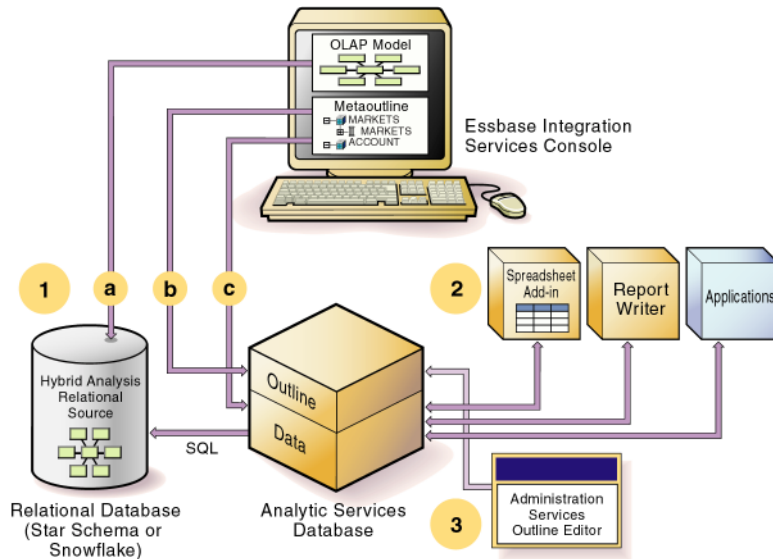 OLAP Model
Metaoutline
MARKETS
MARKETS
ACCOUNT
Essbase Integration
Services Console
1
a
b
c
2
Spreadsheet
Add-in
Report
Writer
Applications
Hybrid Analysis
Relational
Source
Outline
Data
SQL
Relational Database
(Star Schema or
Snowflake)
Analytic Services
Database
3
Administration
Services
Outline Editor